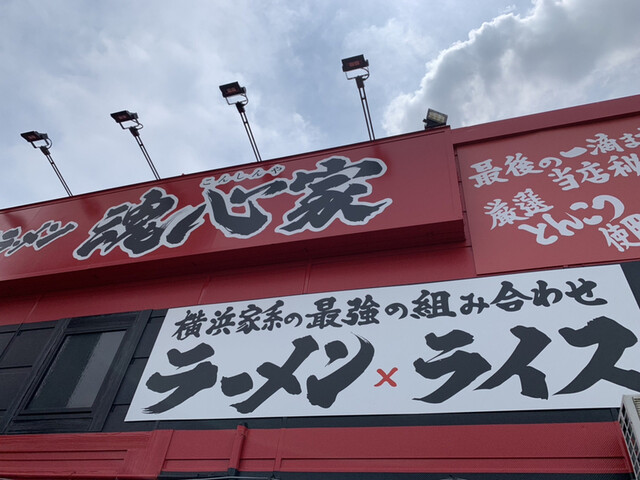 こんしんや
ラーメン 魂心家
最後の一滴ま
当店秘
厳選
とんこつ
使用
横浜家系の最強の組み合わせ
ラーメン×ライス